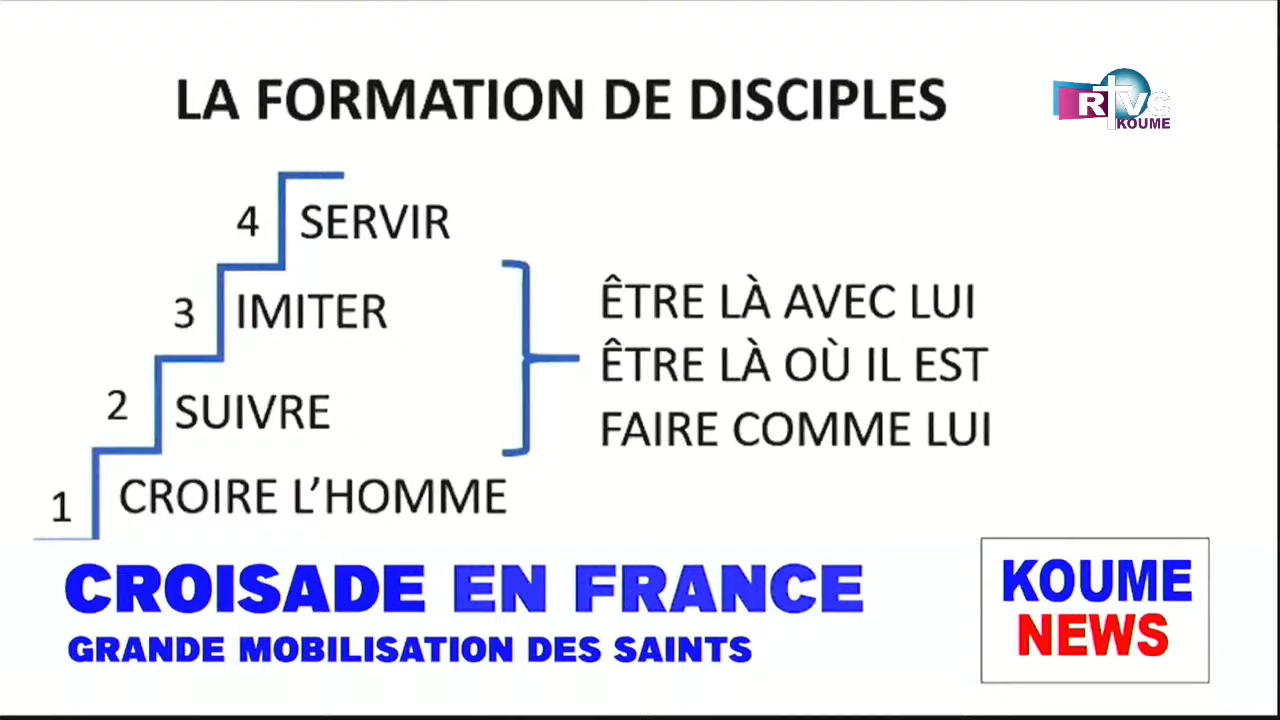 LA FORMATION DE DISCIPLES
RTVC
KOUME
4 SERVIR
3 IMITER
2 SUIVRE
1 CROIRE L'HOMME
ÊTRE LÀ AVEC LUI
ÊTRE LÀ OÙ IL EST
FAIRE COMME LUI
CROISADE EN FRANCE
GRANDE MOBILISATION DES SAINTS
KOUME
NEWS